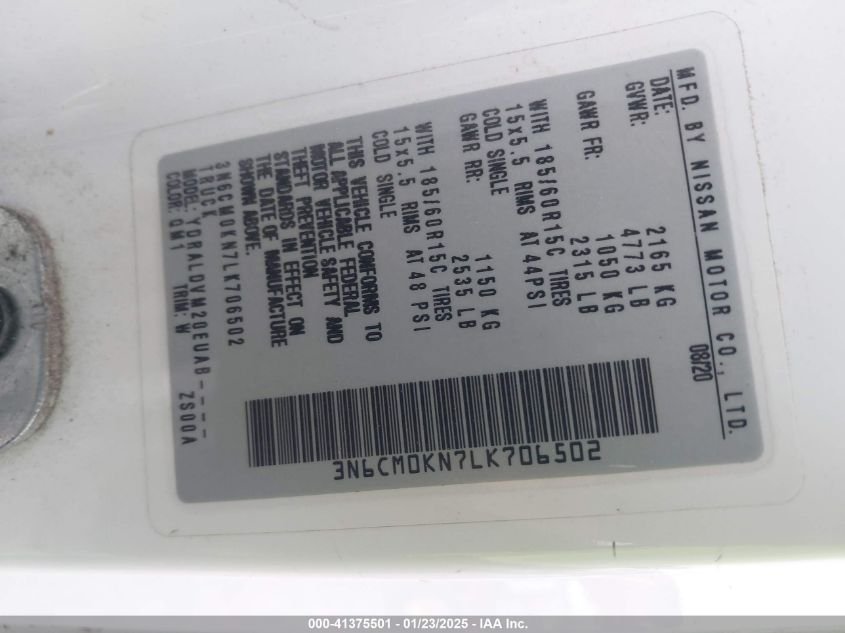 MFD. BY NISSAN MOTOR CO., LTD.
DATE: 08/20
GVWR: 2165 KG
4773 LB
GAWR FR: 1050 KG
2315 LB
WITH 185/60R15C TIRES
15x5.5 RIMS AT 44PSI
COLD SINGLE
GAWR RR: 1150 KG
2535 LB
WITH 185/60R15C TIRES
15x5.5 RIMS AT 48 PSI
COLD SINGLE
THIS VEHICLE CONFORMS TO
ALL APPLICABLE FEDERAL
MOTOR VEHICLE SAFETY AND
THEFT PREVENTION
STANDARDS IN EFFECT ON
THE DATE OF MANUFACTURE
SHOWN ABOVE.
3N6CM0KN7LK706502
TRUCK
MODEL: YDRALDVM20EUAB----
COLOR: QM1 TRIM: W ZS00A
3N6CM0KN7LK706502
000-41375501 - 01/23/2025 - IAA Inc.